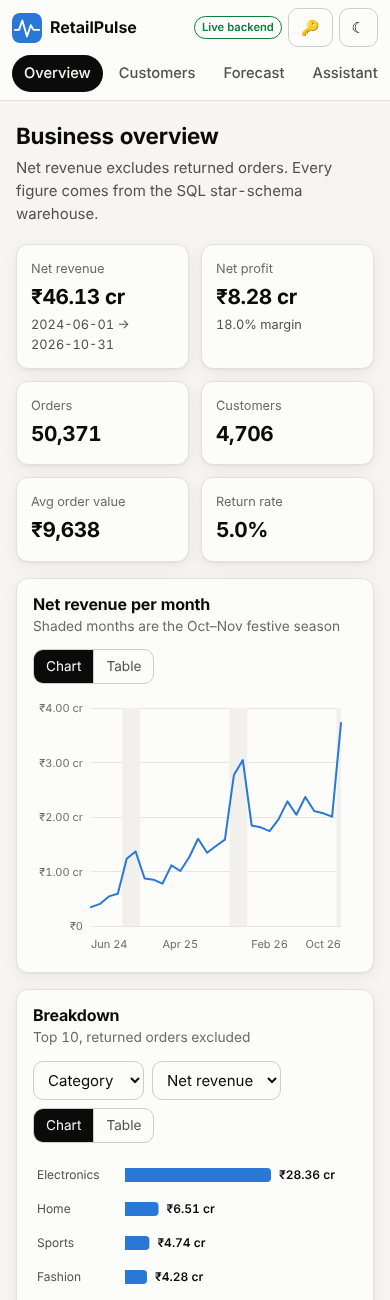 RetailPulse
Live backend
Overview Customers Forecast Assistant
Business overview
Net revenue excludes returned orders. Every
figure comes from the SQL star-schema
warehouse.
Net revenue
₹46.13 cr
2024-06-01 →
2026-10-31
Net profit
₹8.28 cr
18.0% margin
Orders
50,371
Customers
4,706
Avg order value
₹9,638
Return rate
5.0%
Net revenue per month
Shaded months are the Oct–Nov festive season
Chart Table
₹4.00 cr
₹3.00 cr
₹2.00 cr
₹1.00 cr
₹0
Jun 24 Apr 25 Feb 26 Oct 26
Breakdown
Top 10, returned orders excluded
Category Net revenue
Chart Table
Electronics ₹28.36 cr
Home ₹6.51 cr
Sports ₹4.74 cr
Fashion ₹4.28 cr